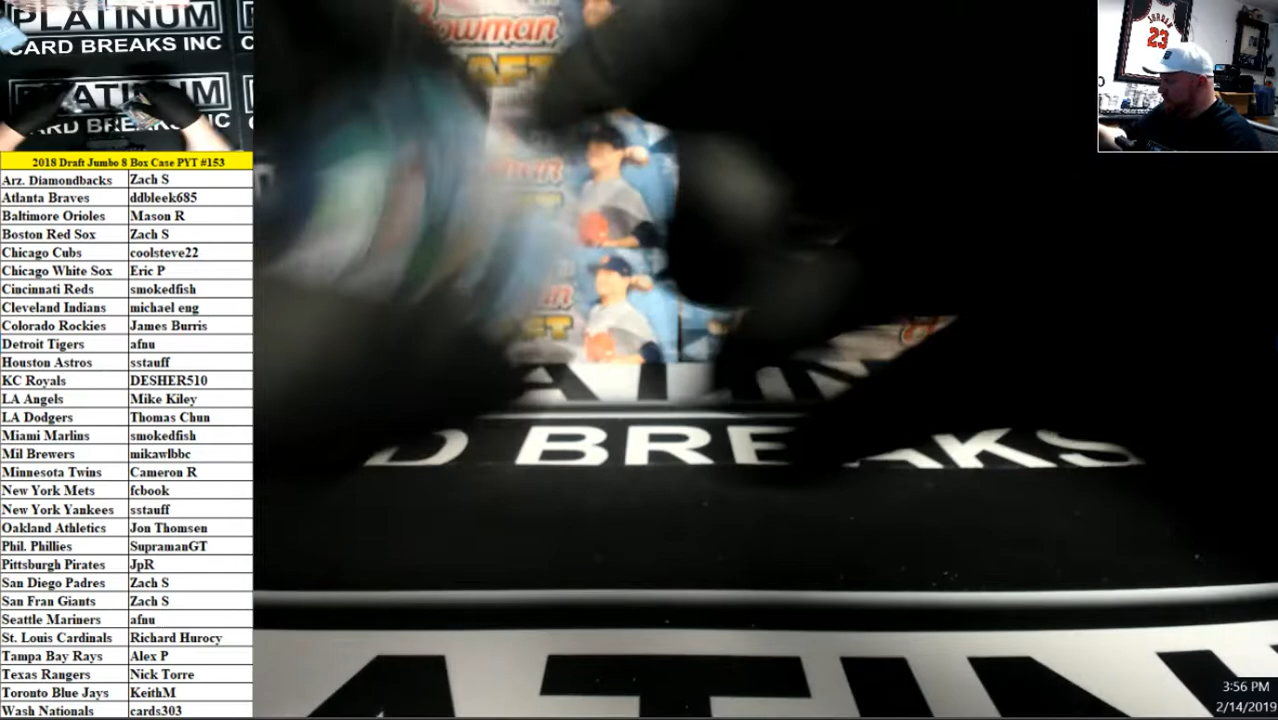 PLATINUM
CARD BREAKS INC
CARD BREAKS INC
2018 Draft Jumbo 8 Box Case PYT #153
Arz. Diamondbacks Zach S
Atlanta Braves ddbleek685
Baltimore Orioles Mason R
Boston Red Sox Zach S
Chicago Cubs coolsteve22
Chicago White Sox Eric P
Cincinnati Reds smokedfish
Cleveland Indians michael eng
Colorado Rockies James Burris
Detroit Tigers afnu
Houston Astros sstauff
KC Royals DESHER510
LA Angels Mike Kiley
LA Dodgers Thomas Chun
Miami Marlins smokedfish
Mil Brewers mikawlbbc
Minnesota Twins Cameron R
New York Mets fcbook
New York Yankees sstauff
Oakland Athletics Jon Thomsen
Phil. Phillies SupramanGT
Pittsburgh Pirates JpR
San Diego Padres Zach S
San Fran Giants Zach S
Seattle Mariners afnu
St. Louis Cardinals Richard Hurocy
Tampa Bay Rays Alex P
Texas Rangers Nick Torre
Toronto Blue Jays KeithM
Wash Nationals cards303
Bowman
D BREAKS
ATIN
JORDAN
23
3:56 PM
2/14/2019